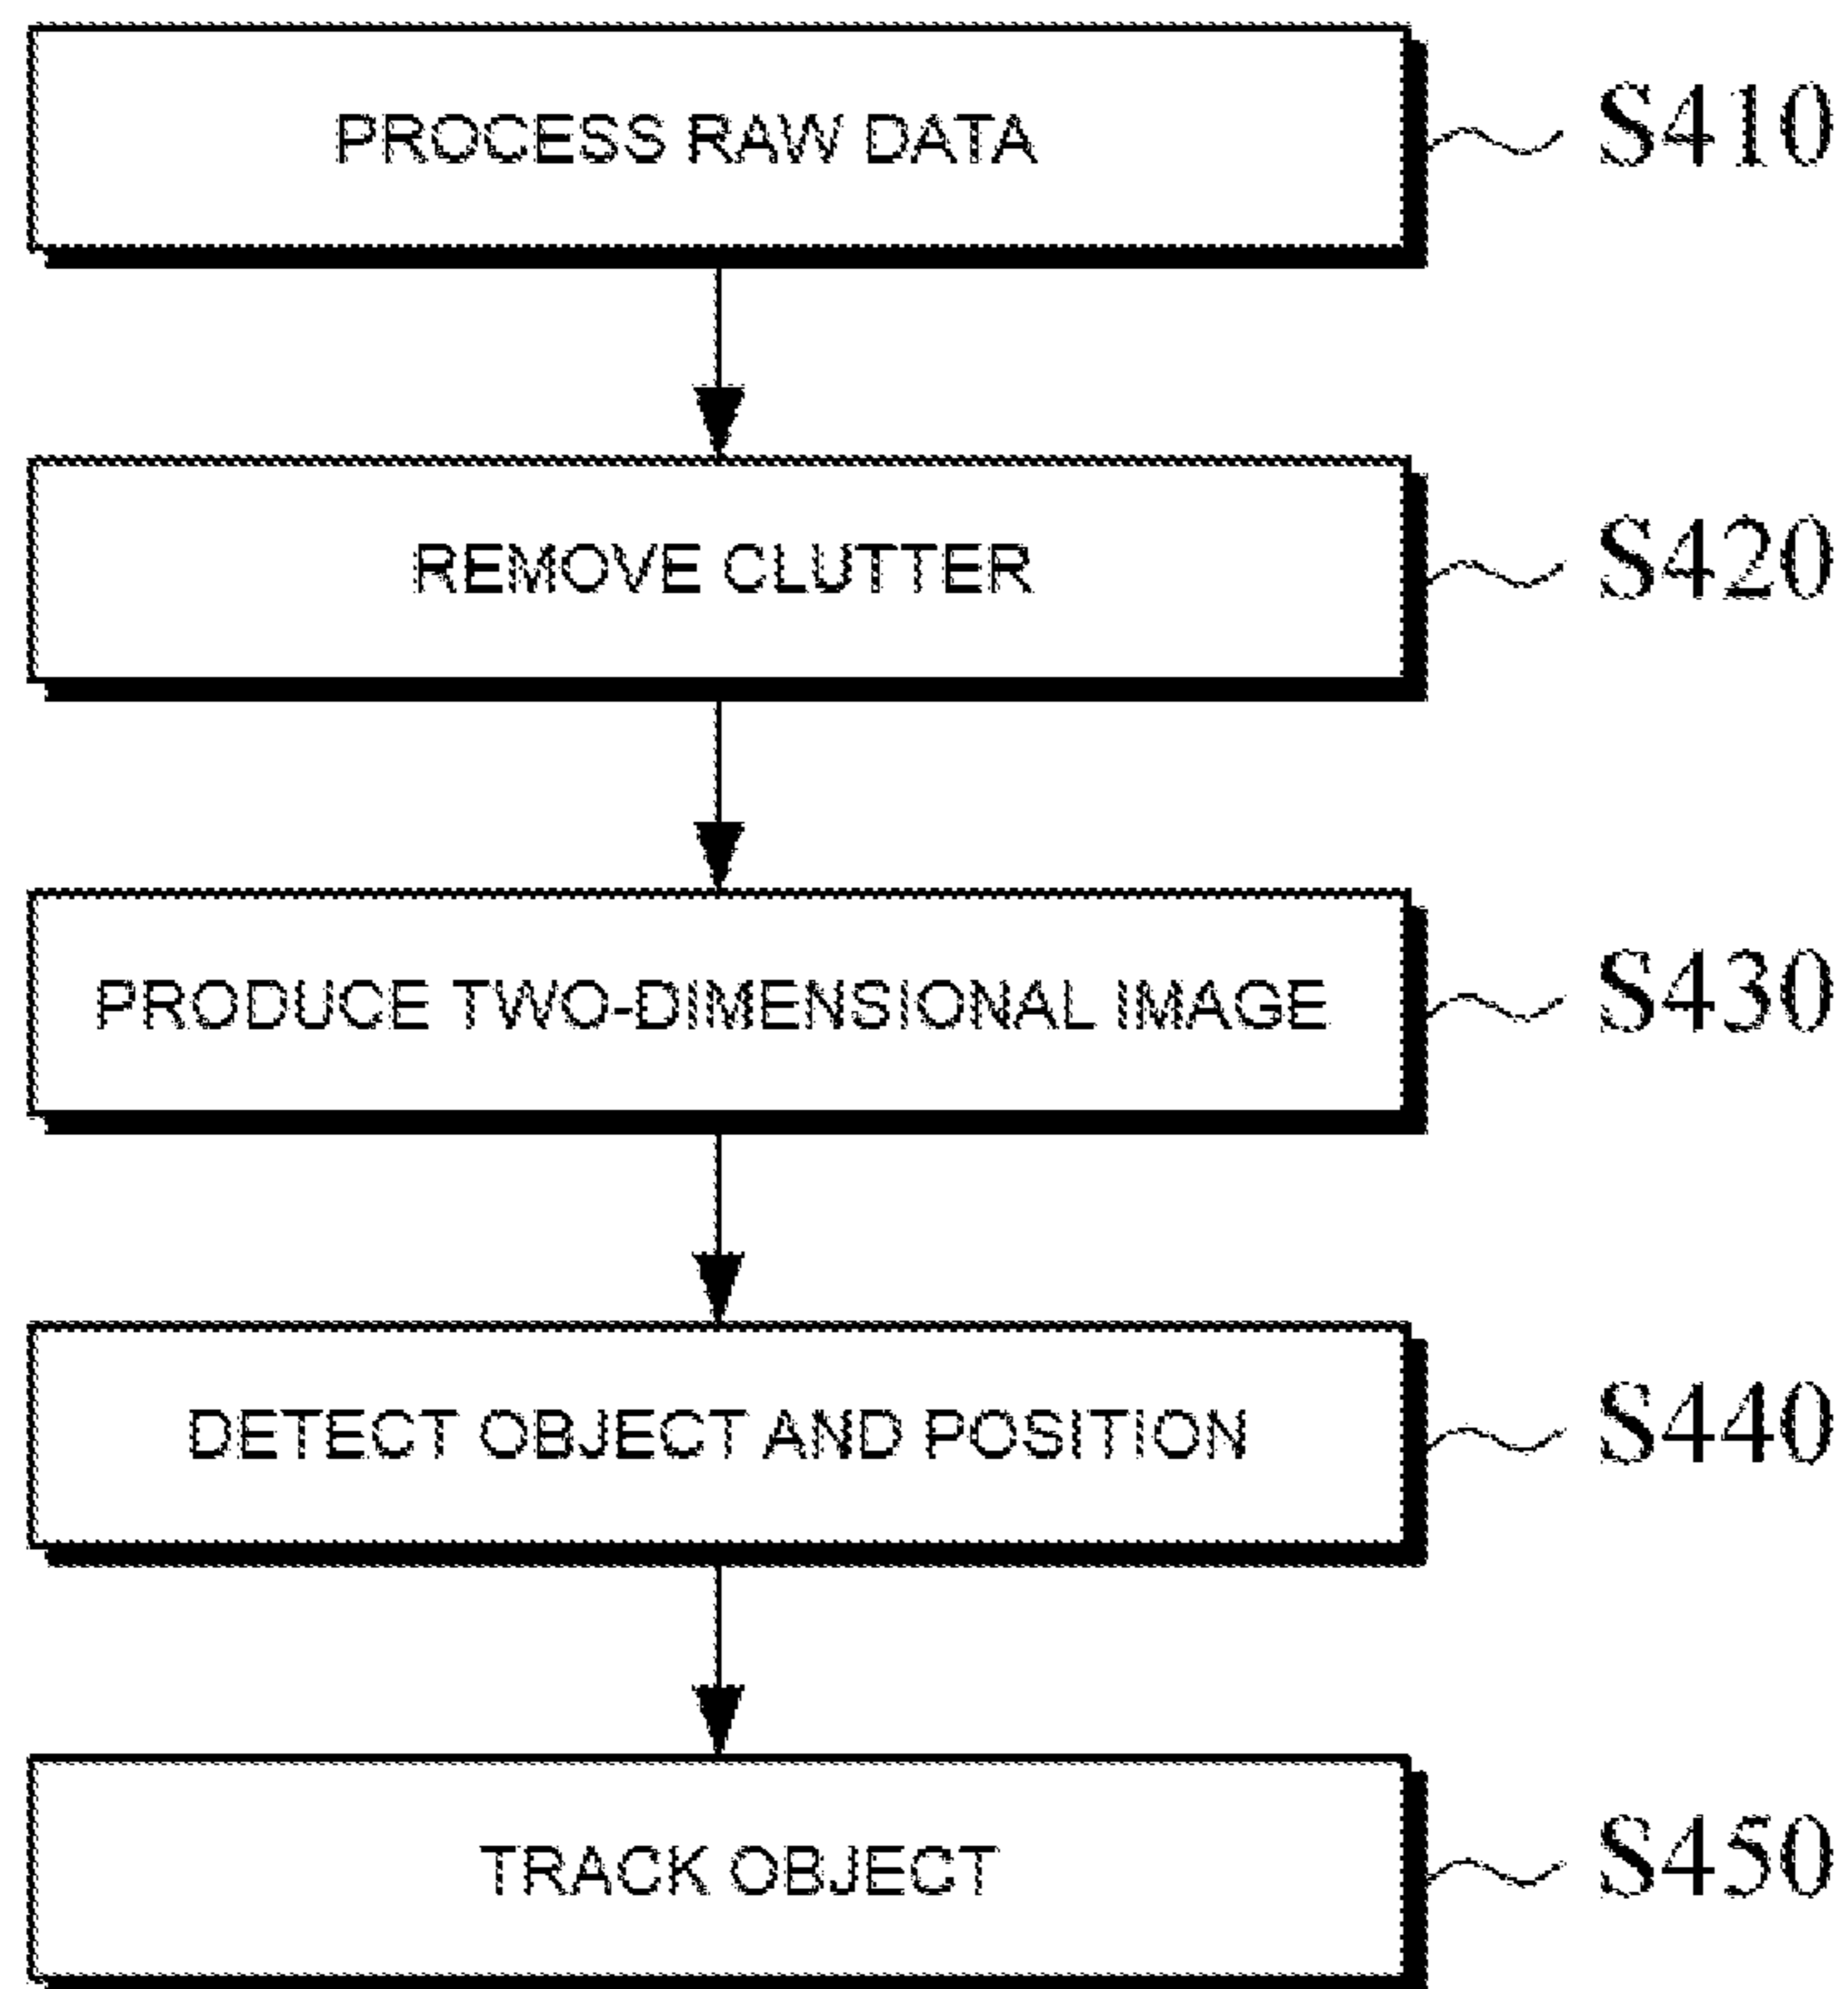 PROCESS RAW DATA
S410
REMOVE CLUTTER
S420
PRODUCE TWO-DIMENSIONAL IMAGE
S430
DETECT OBJECT AND POSITION
S440
TRACK OBJECT
S450